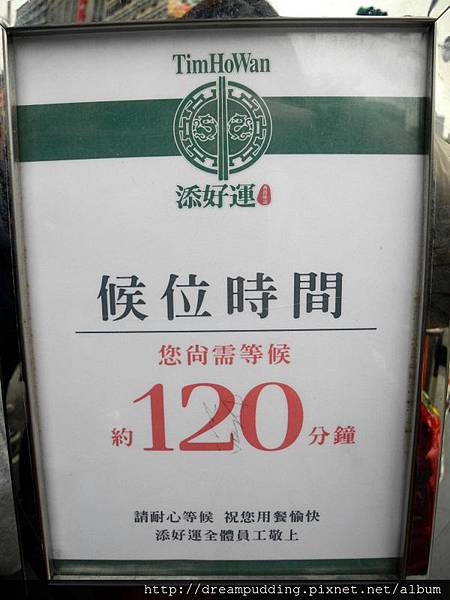 TimHoWan
添好運
候位時間
您尚需等候
約120分鐘
請耐心等候 祝您用餐愉快
添好運全體員工敬上
http://dreampudding.pixnet.net/album